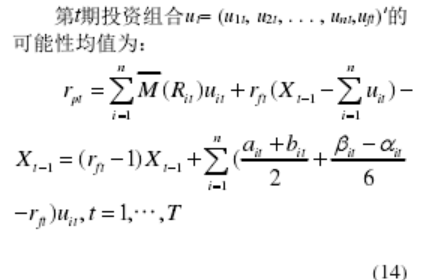 第t期投资组合u_t= (u_{1t}, u_{2t}, . . . , u_{nt},u_{ft})'的
可能性均值为:
r_{pt} = \sum_{i=1}^{n} \overline{M}(R_{it})u_{it} + r_{ft}(X_{t-1} - \sum_{i=1}^{n} u_{it}) -
X_{t-1} = (r_{ft} -1)X_{t-1} + \sum_{i=1}^{n} (\frac{a_{it} + b_{it}}{2} + \frac{\beta_{it} - \alpha_{it}}{6}
-r_{ft})u_{it}, t = 1, \cdots, T
(14)